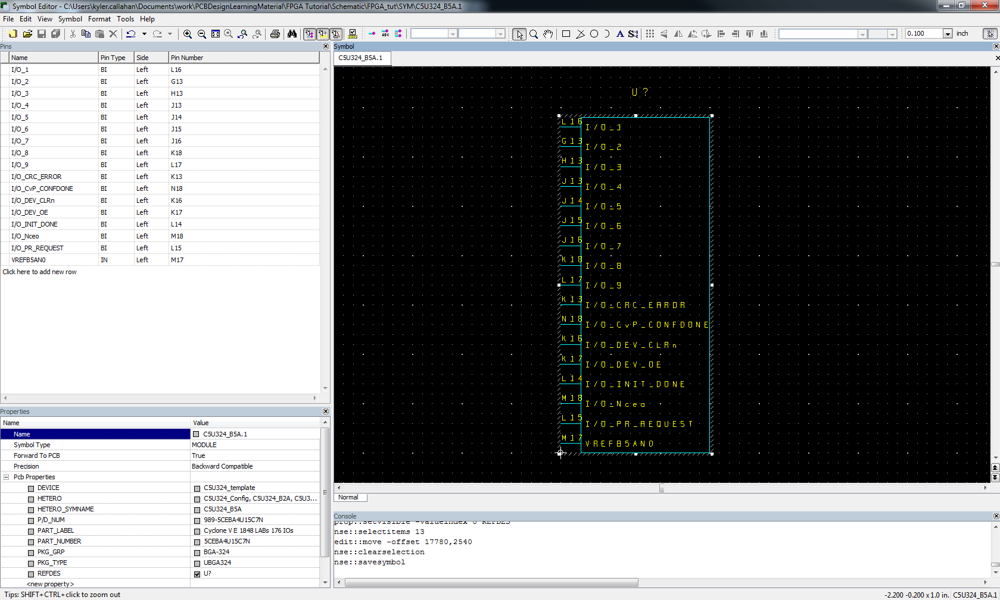 Symbol Editor - C:\Users\kyler.callahan\Documents\work\PCBDesignLearningMaterial\FPGA Tutorial\Schematic\FPGA_tut\SYM\C5U324_B5A.1
File Edit View Symbol Format Tools Help
0.100 inch
Pins
Name Pin Type Side Pin Number
I/O_1 BI Left L16
I/O_2 BI Left G13
I/O_3 BI Left H13
I/O_4 BI Left J13
I/O_5 BI Left J14
I/O_6 BI Left J15
I/O_7 BI Left J16
I/O_8 BI Left K18
I/O_9 BI Left L17
I/O_CRC_ERROR BI Left K13
I/O_CvP_CONFDONE BI Left N18
I/O_DEV_CLRn BI Left K16
I/O_DEV_OE BI Left K17
I/O_INIT_DONE BI Left L14
I/O_Nceo BI Left M18
I/O_PR_REQUEST BI Left L15
VREFB5AN0 IN Left M17
Click here to add new row
Properties
Name Value
Name C5U324_B5A.1
Symbol Type MODULE
Forward To PCB True
Precision Backward Compatible
Pcb Properties
DEVICE C5U324_template
HETERO C5U324_Config, C5U324_B2A, C5U3...
HETERO_SYMNAME C5U324_B5A
P/D_NUM 989-5CEBA4U15C7N
PART_LABEL Cyclone V E 1848 LABs 176 IOs
PART_NUMBER 5CEBA4U15C7N
PKG_GRP BGA-324
PKG_TYPE UBGA324
REFDES U?
<new property>
Symbol
C5U324_B5A.1
U?
L16 I/O_1
G13 I/O_2
H13 I/O_3
J13 I/O_4
J14 I/O_5
J15 I/O_6
J16 I/O_7
K18 I/O_8
L17 I/O_9
K13 I/O_CRC_ERROR
N18 I/O_CvP_CONFDONE
K16 I/O_DEV_CLRn
K17 I/O_DEV_OE
L14 I/O_INIT_DONE
M18 I/O_Nceo
L15 I/O_PR_REQUEST
M17 VREFB5AN0
Normal
Console
prop::setvisible -valueindex 0 REFDES
nse::selectitems 13
edit::move -offset 17780,2540
nse::clearselection
nse::savesymbol
Tips: SHIFT+CTRL+click to zoom out
-2.200 -0.200 x 1.0 in. C5U324_B5A.1